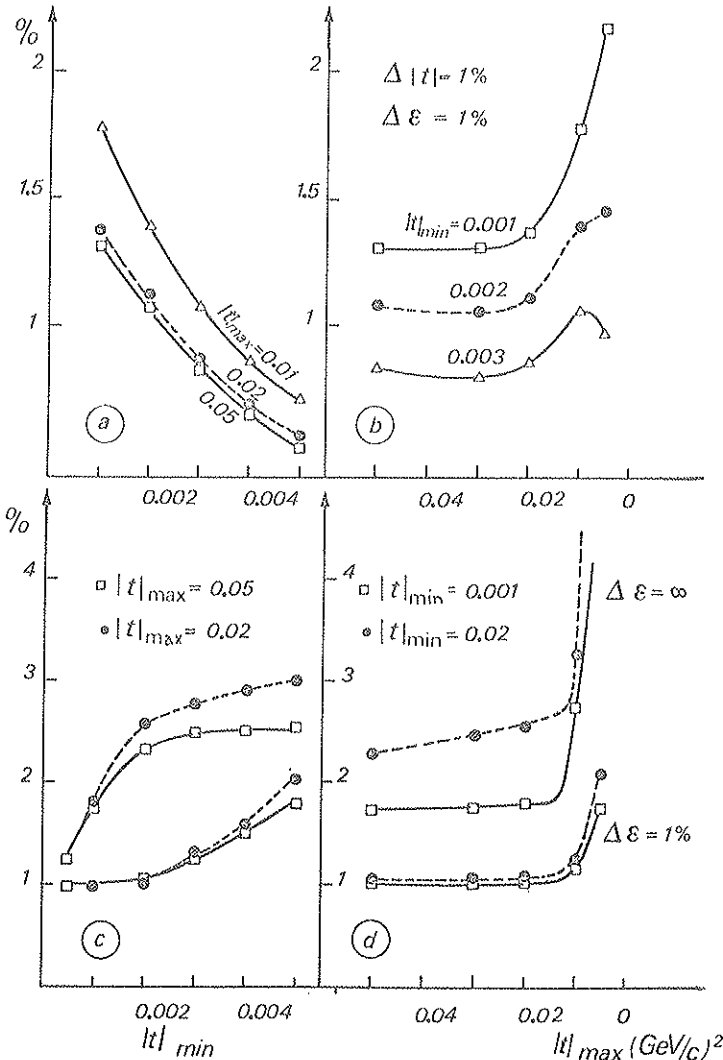 %
2
1.5
1
|t|max=0.01
0.02
0.05
a
2
1.5
1
Δ|t|=1%
Δε=1%
|t|min=0.001
0.002
0.003
b
0.002
0.004
0.04
0.02
0
%
4
3
2
1
|t|max=0.05
|t|max=0.02
c
4
3
2
1
|t|min=0.001
|t|min=0.02
Δε=∞
Δε=1%
d
0.002
0.004
|t|min
0.04
0.02
0
|t|max (GeV/c)²